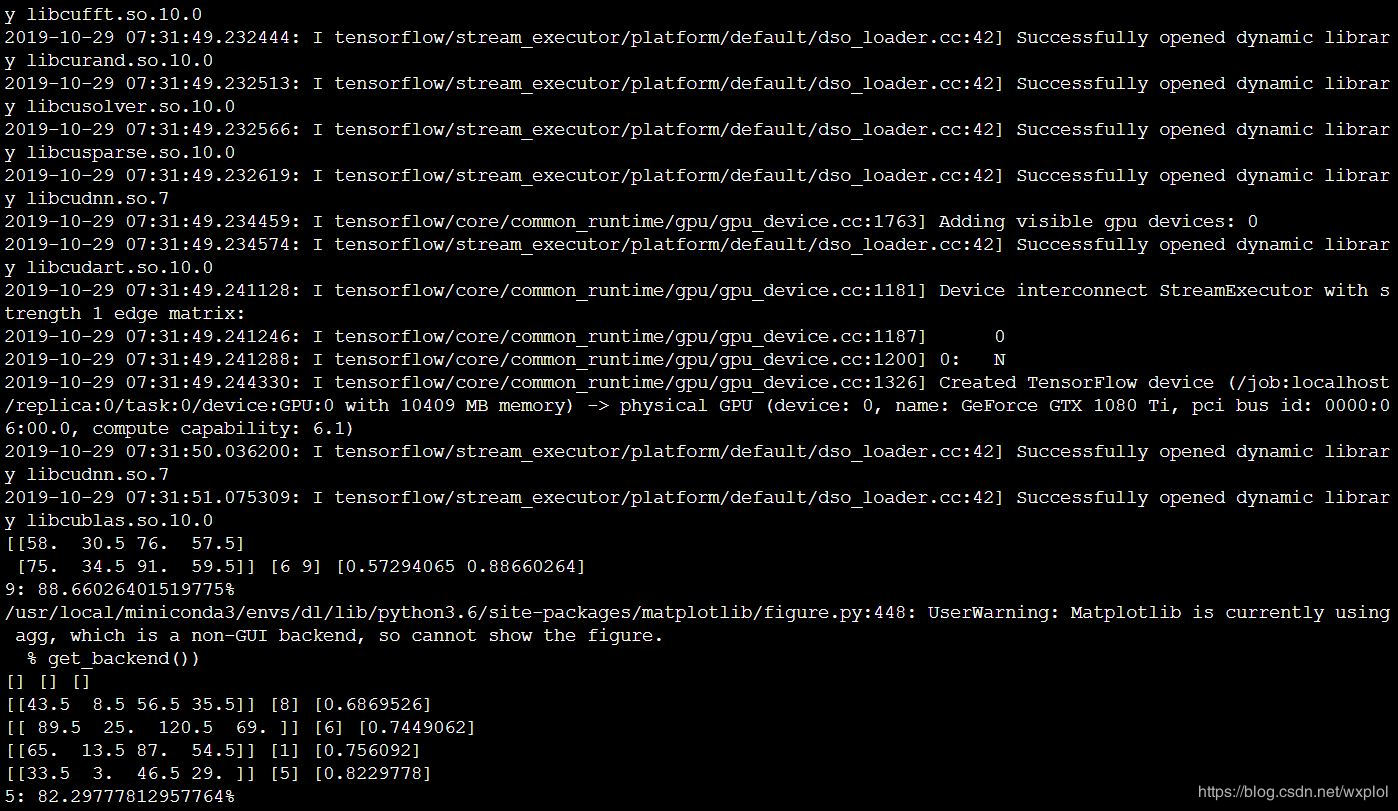 y libcufft.so.10.0
2019-10-29 07:31:49.232444: I tensorflow/stream_executor/platform/default/dso_loader.cc:42] Successfully opened dynamic librar
y libcurand.so.10.0
2019-10-29 07:31:49.232513: I tensorflow/stream_executor/platform/default/dso_loader.cc:42] Successfully opened dynamic librar
y libcusolver.so.10.0
2019-10-29 07:31:49.232566: I tensorflow/stream_executor/platform/default/dso_loader.cc:42] Successfully opened dynamic librar
y libcusparse.so.10.0
2019-10-29 07:31:49.232619: I tensorflow/stream_executor/platform/default/dso_loader.cc:42] Successfully opened dynamic librar
y libcudnn.so.7
2019-10-29 07:31:49.234459: I tensorflow/core/common_runtime/gpu/gpu_device.cc:1763] Adding visible gpu devices: 0
2019-10-29 07:31:49.234574: I tensorflow/stream_executor/platform/default/dso_loader.cc:42] Successfully opened dynamic librar
y libcudart.so.10.0
2019-10-29 07:31:49.241128: I tensorflow/core/common_runtime/gpu/gpu_device.cc:1181] Device interconnect StreamExecutor with s
trength 1 edge matrix:
2019-10-29 07:31:49.241246: I tensorflow/core/common_runtime/gpu/gpu_device.cc:1187]      0
2019-10-29 07:31:49.241288: I tensorflow/core/common_runtime/gpu/gpu_device.cc:1200] 0:   N
2019-10-29 07:31:49.244330: I tensorflow/core/common_runtime/gpu/gpu_device.cc:1326] Created TensorFlow device (/job:localhost
/replica:0/task:0/device:GPU:0 with 10409 MB memory) -> physical GPU (device: 0, name: GeForce GTX 1080 Ti, pci bus id: 0000:0
6:00.0, compute capability: 6.1)
2019-10-29 07:31:50.036200: I tensorflow/stream_executor/platform/default/dso_loader.cc:42] Successfully opened dynamic librar
y libcudnn.so.7
2019-10-29 07:31:51.075309: I tensorflow/stream_executor/platform/default/dso_loader.cc:42] Successfully opened dynamic librar
y libcublas.so.10.0
[[58.  30.5 76.  57.5]
 [75.  34.5 91.  59.5]] [6 9] [0.57294065 0.88660264]
9: 88.66026401519775%
/usr/local/miniconda3/envs/dl/lib/python3.6/site-packages/matplotlib/figure.py:448: UserWarning: Matplotlib is currently using
 agg, which is a non-GUI backend, so cannot show the figure.
  % get_backend())
[] [] []
[[43.5  8.5 56.5 35.5]] [8] [0.6869526]
[[ 89.5  25.  120.5  69. ]] [6] [0.7449062]
[[65.  13.5 87.  54.5]] [1] [0.756092]
[[33.5  3.  46.5 29. ]] [5] [0.8229778]
5: 82.29777812957764%
https://blog.csdn.net/wxplol